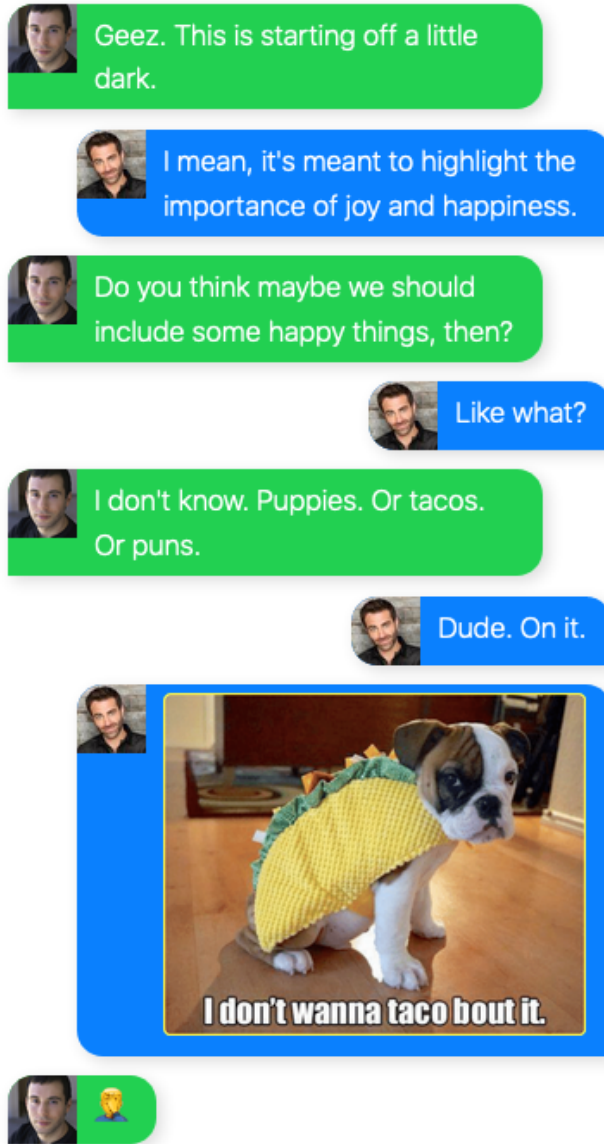 Geez. This is starting off a little
dark.
I mean, it's meant to highlight the
importance of joy and happiness.
Do you think maybe we should
include some happy things, then?
Like what?
I don't know. Puppies. Or tacos.
Or puns.
Dude. On it.
I don't wanna taco bout it.
🤦